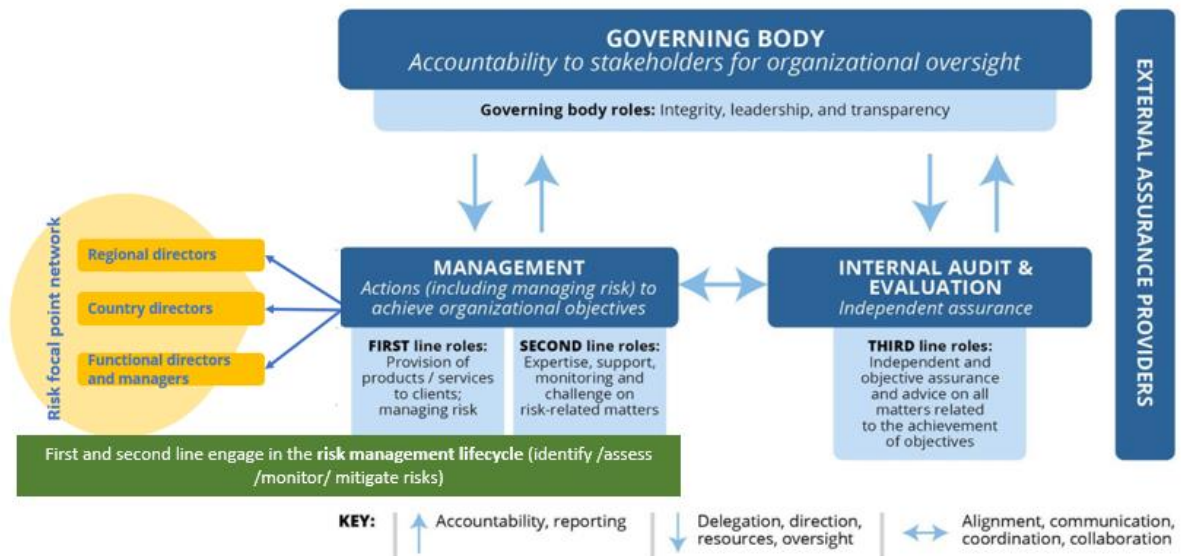 GOVERNING BODY
Accountability to stakeholders for organizational oversight
Governing body roles: Integrity, leadership, and transparency
EXTERNAL ASSURANCE PROVIDERS
Risk focal point network
Regional directors
Country directors
Functional directors
and managers
MANAGEMENT
Actions (including managing risk) to
achieve organizational objectives
FIRST line roles:
Provision of
products / services
to clients;
managing risk
SECOND line roles:
Expertise, support,
monitoring and
challenge on
risk-related matters
INTERNAL AUDIT &
EVALUATION
Independent assurance
THIRD line roles:
Independent and
objective assurance
and advice on all
matters related
to the achievement
of objectives
First and second line engage in the risk management lifecycle (identify /assess
/monitor/ mitigate risks)
KEY:
Accountability, reporting
Delegation, direction,
resources, oversight
Alignment, communication,
coordination, collaboration